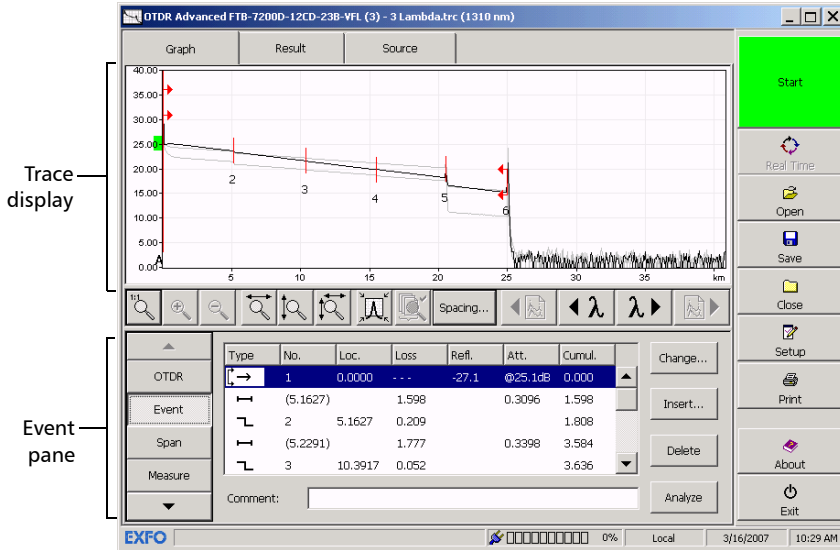 OTDR Advanced FTB-7200D-12CD-23B-VFL (3) - 3 Lambda.trc (1310 nm)
Graph Result Source
Trace display
40.00
35.00
30.00
25.00
20.00
15.00
10.00
5.00
0.00
2 3 4 5 6
5 10 15 20 25 30 35 km
1:1 Spacing... λ λ
Event pane
OTDR
Event
Span
Measure
Type No. Loc. Loss Refl. Att. Cumul.
1 0.0000 --- -27.1 @25.1dB 0.000
(5.1627) 1.598 0.3096 1.598
2 5.1627 0.209 1.808
(5.2291) 1.777 0.3398 3.584
3 10.3917 0.052 3.636
Comment:
Change...
Insert...
Delete
Analyze
Start
Real Time
Open
Save
Close
Setup
Print
About
Exit
EXFO 0% Local 3/16/2007 10:29 AM